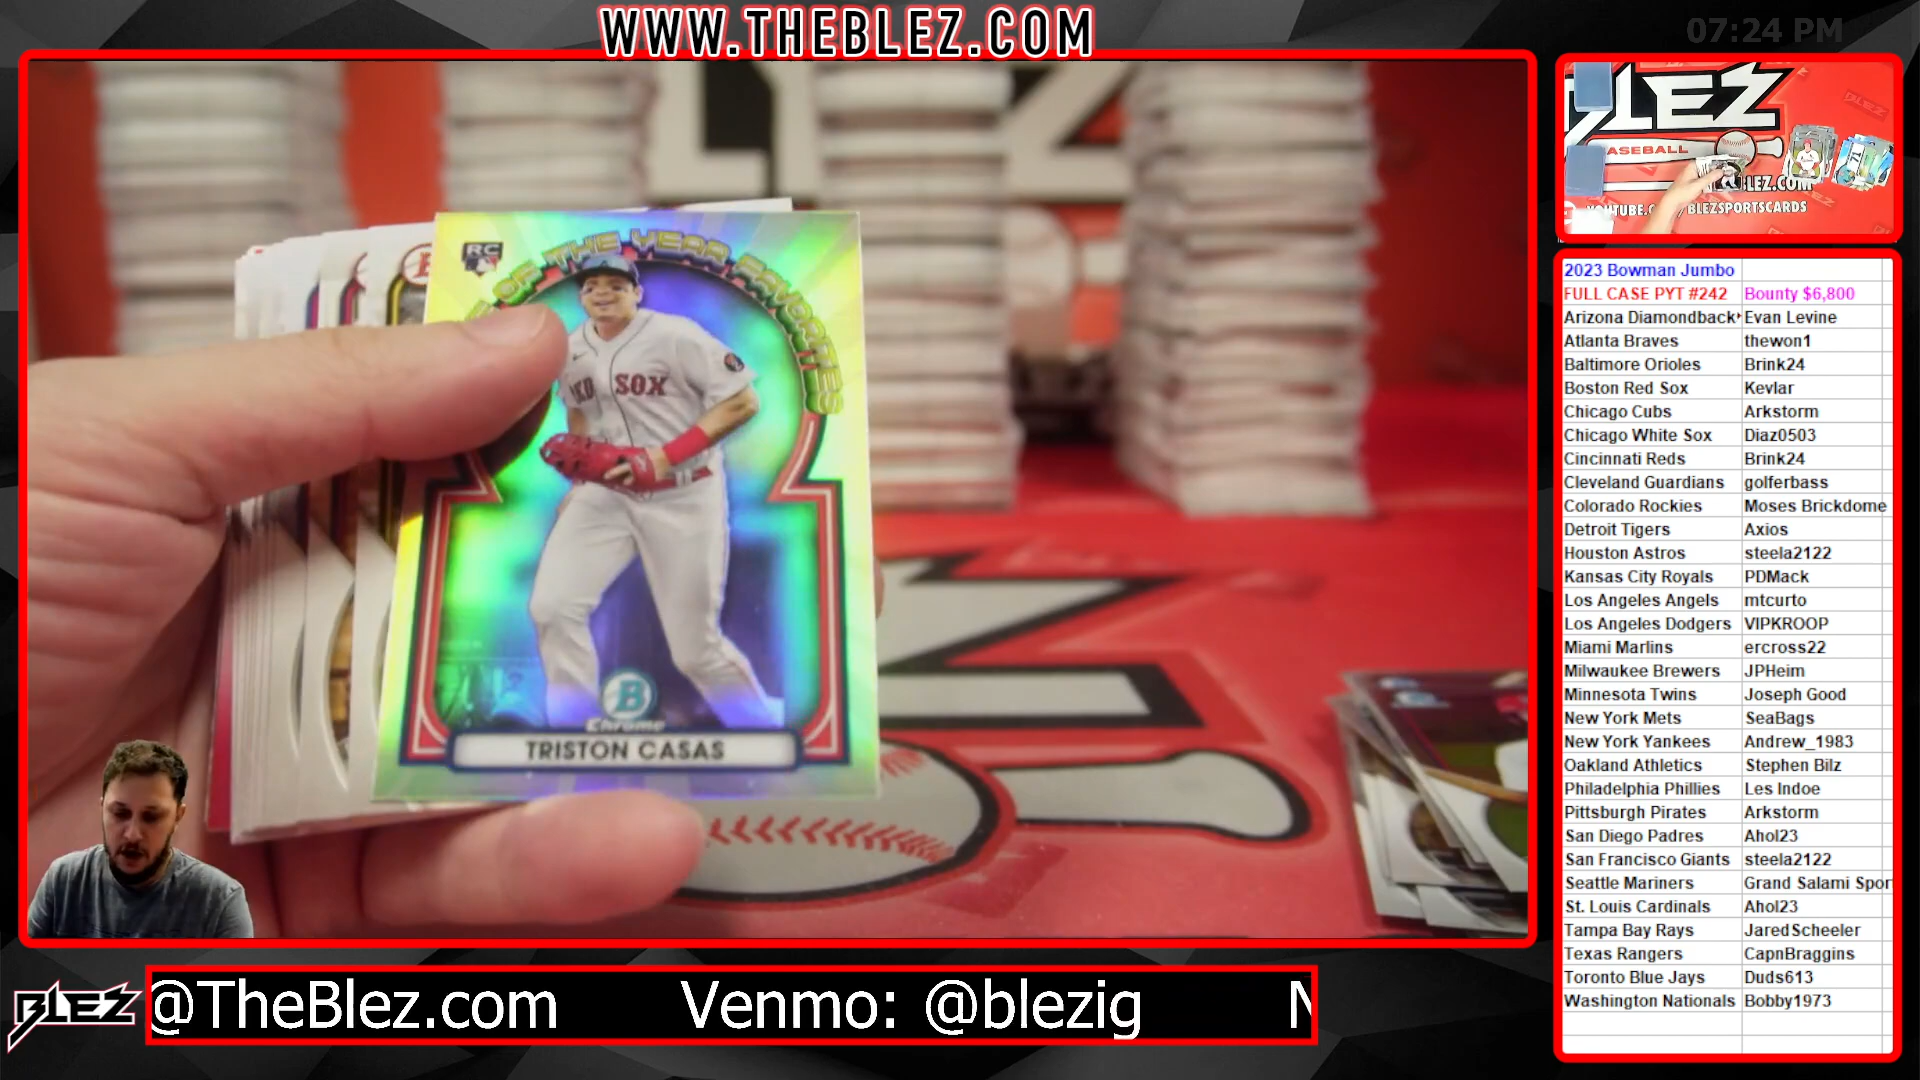 WWW.THEBLEZ.COM
07:24 PM
RC
OF THE YEAR FAVORITES
RED SOX
B
Chrome
TRISTON CASAS
BLEZ
BASEBALL
BLEZ.COM
BLEZSPORTSCARDS
2023 Bowman Jumbo
FULL CASE PYT #242 Bounty $6,800
Arizona Diamondback Evan Levine
Atlanta Braves thewon1
Baltimore Orioles Brink24
Boston Red Sox Kevlar
Chicago Cubs Arkstorm
Chicago White Sox Diaz0503
Cincinnati Reds Brink24
Cleveland Guardians golferbass
Colorado Rockies Moses Brickdome
Detroit Tigers Axios
Houston Astros steela2122
Kansas City Royals PDMack
Los Angeles Angels mtcurto
Los Angeles Dodgers VIPKROOP
Miami Marlins ercross22
Milwaukee Brewers JPHeim
Minnesota Twins Joseph Good
New York Mets SeaBags
New York Yankees Andrew_1983
Oakland Athletics Stephen Bilz
Philadelphia Phillies Les Indoe
Pittsburgh Pirates Arkstorm
San Diego Padres Ahol23
San Francisco Giants steela2122
Seattle Mariners Grand Salami Spor
St. Louis Cardinals Ahol23
Tampa Bay Rays JaredScheeler
Texas Rangers CapnBraggins
Toronto Blue Jays Duds613
Washington Nationals Bobby1973
BLEZ @TheBlez.com Venmo: @blezig N